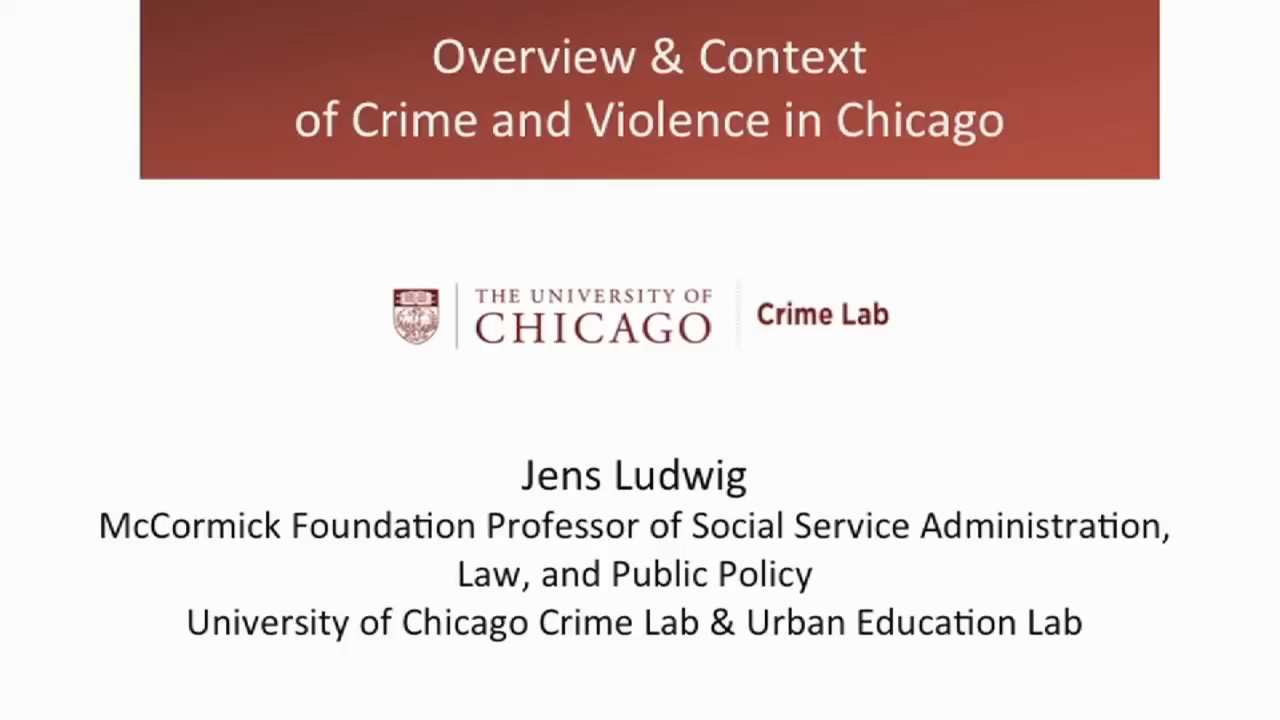 Overview & Context
of Crime and Violence in Chicago
THE UNIVERSITY OF
CHICAGO
Crime Lab
Jens Ludwig
McCormick Foundation Professor of Social Service Administration,
Law, and Public Policy
University of Chicago Crime Lab & Urban Education Lab